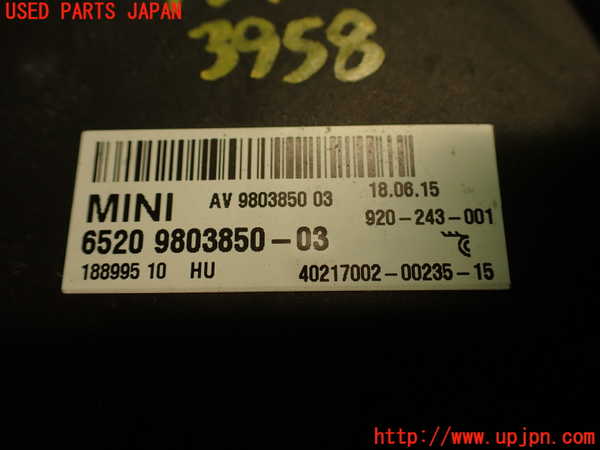 USED PARTS JAPAN
3958
MINI AV 9803850 03 18.06.15
920-243-001
6520 9803850-03
188995 10 HU 40217002-00235-15
http://www.upjpn.com/